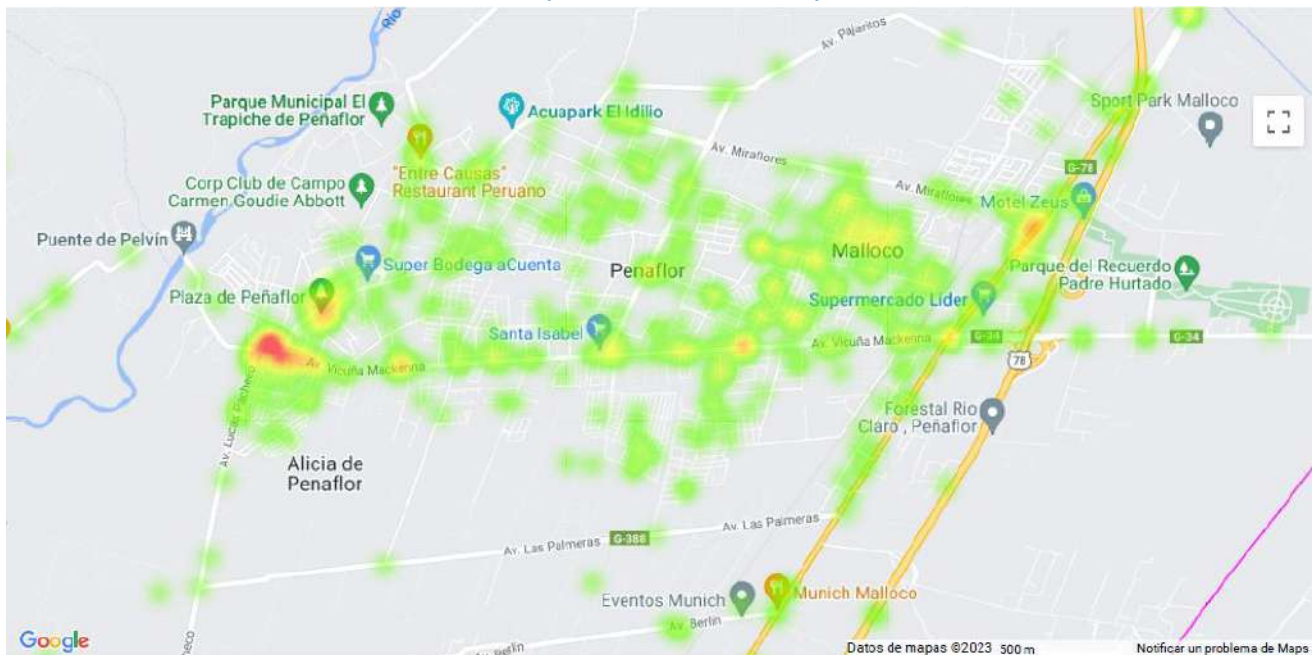 Río
Av. Pajaritos
Parque Municipal El
Trapiche de Peñaflor
Acuapark El Idilio
Sport Park Malloco
"Entre Causas"
Restaurant Peruano
Av. Miraflores
G-78
Corp Club de Campo
Carmen Goudie Abbott
Av. Miraflores
Motel Zeus
Puente de Pelvín
Super Bodega aCuenta
Peñaflor
Malloco
Parque del Recuerdo
Padre Hurtado
Plaza de Peñaflor
Supermercado Lider
Santa Isabel
Av. Vicuña Mackenna
G-34
G-34
78
Av. Vicuña Mackenna
Av. Lucas Pacheco
Forestal Rio
Claro , Peñaflor
Alicia de
Penaflor
Av. Las Palmeras
G-388
Av. Las Palmeras
Eventos Munich
Munich Malloco
Av. Berlín
Berlín
checo
Google
Datos de mapas ©2023
500 m
Notificar un problema de Maps